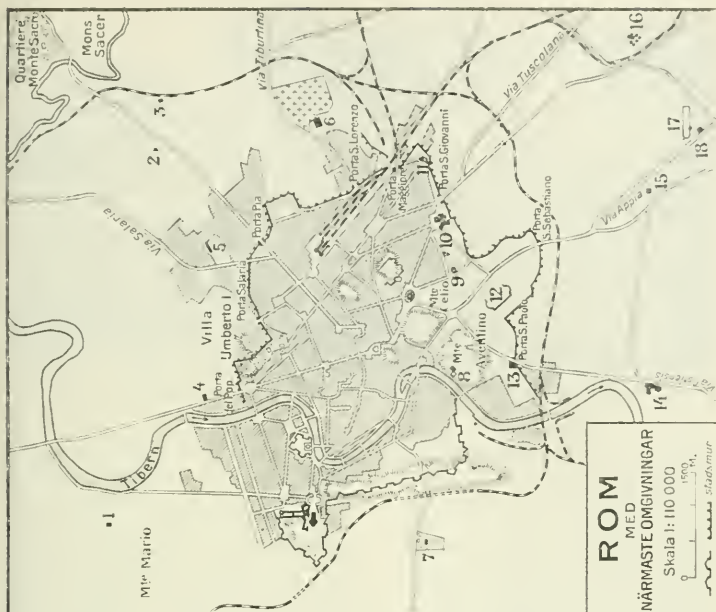 Quartiere
Monte Sacro
Mons
Sacer
Via Tiburtina
Via Salaria
3
2
6
16
Via Tuscolana
17
18
15
Via Appia
Porta S. Lorenzo
Porta
Maggiore
11
Porta S. Giovanni
10
Porta
S. Sebastiano
Porta Pia
5
Porta Salaria
Villa
Umberto I
9
Mte
Celio
12
4
Porta
del Pop.
8
Mte
Aventino
Porta S. Paolo
13
14
Tibern
1
Mte Mario
7
ROM
MED
NÄRMASTE OMGIVNINGAR
Skala 1:110 000
0 1500
M.
stadsmur